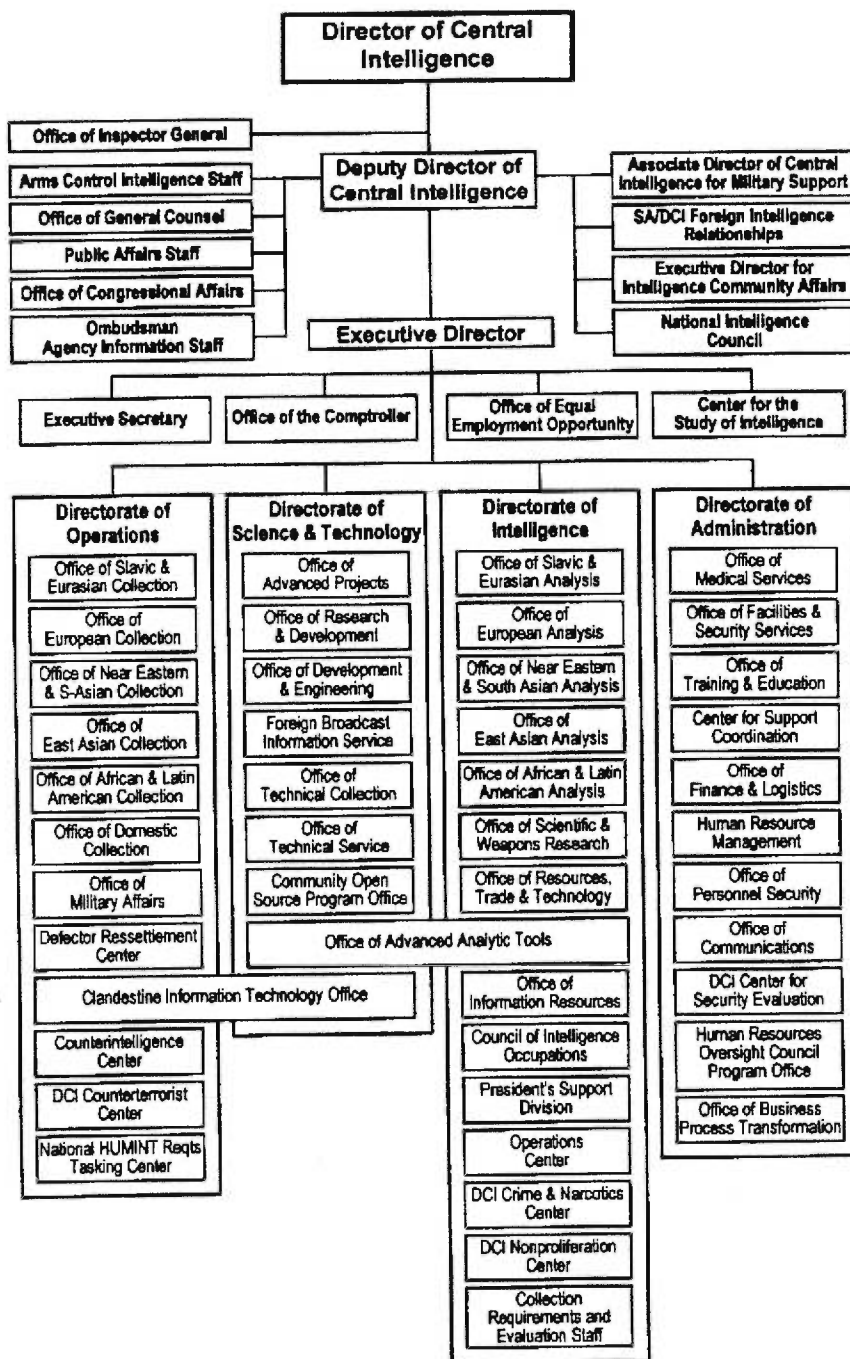 Director of Central
Intelligence
Office of Inspector General
Deputy Director of
Central Intelligence
Arms Control Intelligence Staff
Office of General Counsel
Public Affairs Staff
Office of Congressional Affairs
Ombudsman
Agency Information Staff
Associate Director of Central
Intelligence for Military Support
SA/DCI Foreign Intelligence
Relationships
Executive Director for
Intelligence Community Affairs
National Intelligence
Council
Executive Director
Executive Secretary
Office of the Comptroller
Office of Equal
Employment Opportunity
Center for the
Study of Intelligence
Directorate of
Operations
Office of Slavic &
Eurasian Collection
Office of
European Collection
Office of Near Eastern
& S-Asian Collection
Office of
East Asian Collection
Office of African & Latin
American Collection
Office of Domestic
Collection
Office of
Military Affairs
Defector Ressettlement
Center
Clandestine Information Technology Office
Counterintelligence
Center
DCI Counterterrorist
Center
National HUMINT Reqts
Tasking Center
Directorate of
Science & Technology
Office of
Advanced Projects
Office of Research
& Development
Office of Development
& Engineering
Foreign Broadcast
Information Service
Office of
Technical Collection
Office of
Technical Service
Community Open
Source Program Office
Office of Advanced Analytic Tools
Directorate of
Intelligence
Office of Slavic &
Eurasian Analysis
Office of
European Analysis
Office of Near Eastern
& South Asian Analysis
Office of
East Asian Analysis
Office of African & Latin
American Analysis
Office of Scientific &
Weapons Research
Office of Resources,
Trade & Technology
Office of
Information Resources
Council of Intelligence
Occupations
President's Support
Division
Operations
Center
DCI Crime & Narcotics
Center
DCI Nonproliferation
Center
Collection
Requirements and
Evaluation Staff
Directorate of
Administration
Office of
Medical Services
Office of Facilities &
Security Services
Office of
Training & Education
Center for Support
Coordination
Office of
Finance & Logistics
Human Resource
Management
Office of
Personnel Security
Office of
Communications
DCI Center for
Security Evaluation
Human Resources
Oversight Council
Program Office
Office of Business
Process Transformation